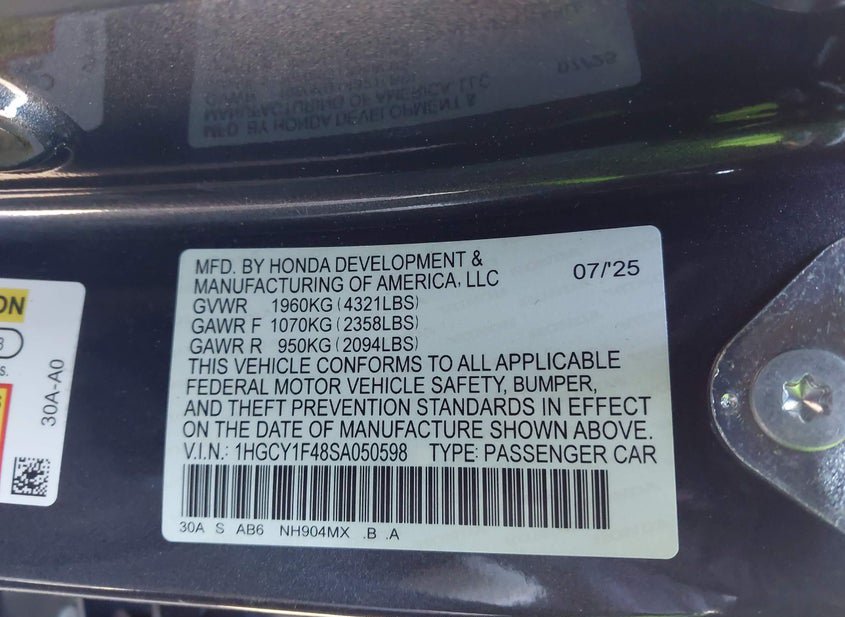 MFD. BY HONDA DEVELOPMENT &
MANUFACTURING OF AMERICA, LLC 07/'25
GVWR 1960KG (4321LBS)
GAWR F 1070KG (2358LBS)
GAWR R 950KG (2094LBS)
THIS VEHICLE CONFORMS TO ALL APPLICABLE
FEDERAL MOTOR VEHICLE SAFETY, BUMPER,
AND THEFT PREVENTION STANDARDS IN EFFECT
ON THE DATE OF MANUFACTURE SHOWN ABOVE.
V.I.N.: 1HGCY1F48SA050598 TYPE: PASSENGER CAR
30A S AB6 NH904MX .B .A
30A-A0